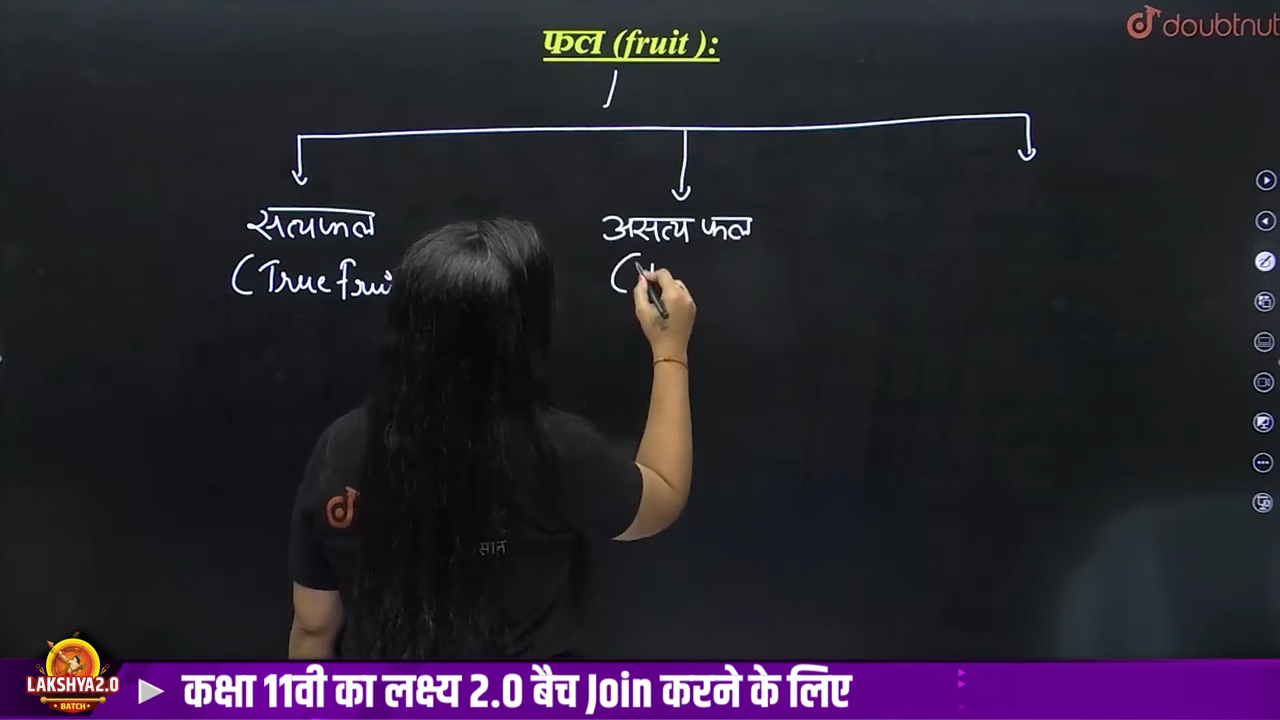 फल (fruit ):
doubtnut
सत्यफल
असत्य फल
(True frui
(
सान
LAKSHYA2.0
BATCH
कक्षा 11वी का लक्ष्य 2.0 बैच Join करने के लिए